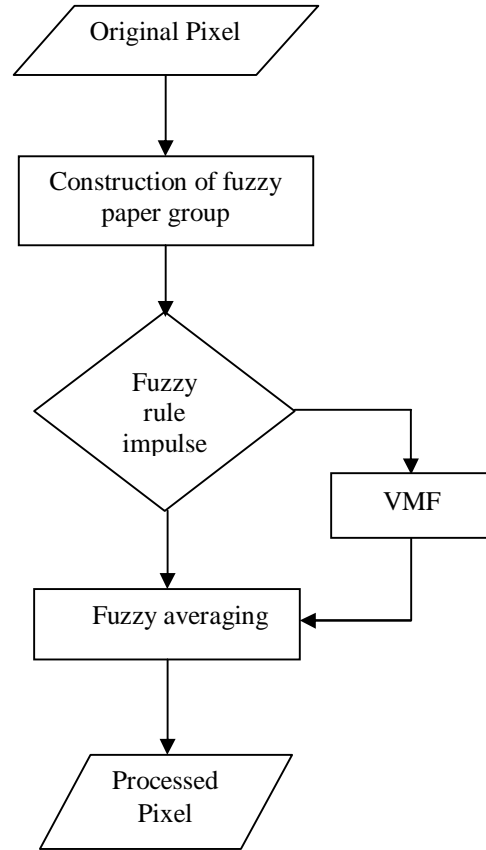 Original Pixel
Construction of fuzzy
paper group
Fuzzy
rule
impulse
VMF
Fuzzy averaging
Processed
Pixel